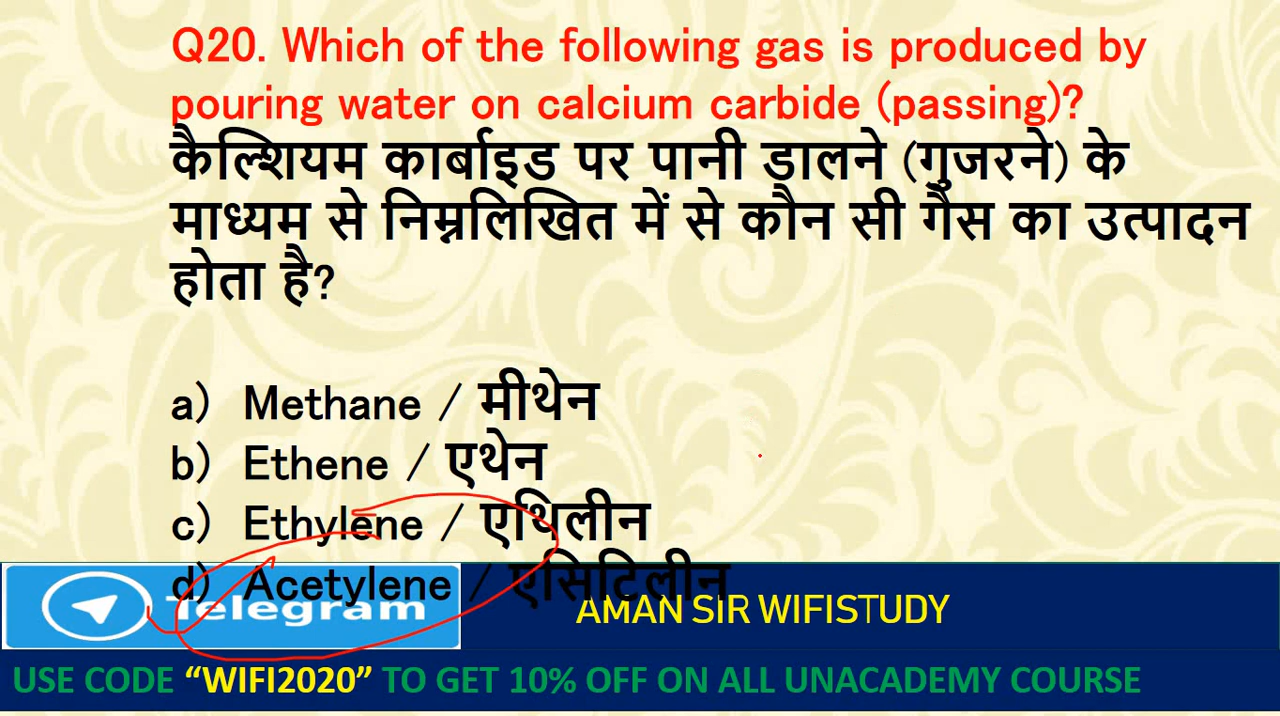 Q20. Which of the following gas is produced by
pouring water on calcium carbide (passing)?
कैल्शियम कार्बाइड पर पानी डालने (गुजरने) के
माध्यम से निम्नलिखित में से कौन सी गैस का उत्पादन
होता है?
a) Methane / मीथेन
b) Ethene / एथेन
c) Ethylene / एथिलीन
d) Acetylene / एसिटिलीन
Telegram
AMAN SIR WIFISTUDY
USE CODE “WIFI2020” TO GET 10% OFF ON ALL UNACADEMY COURSE